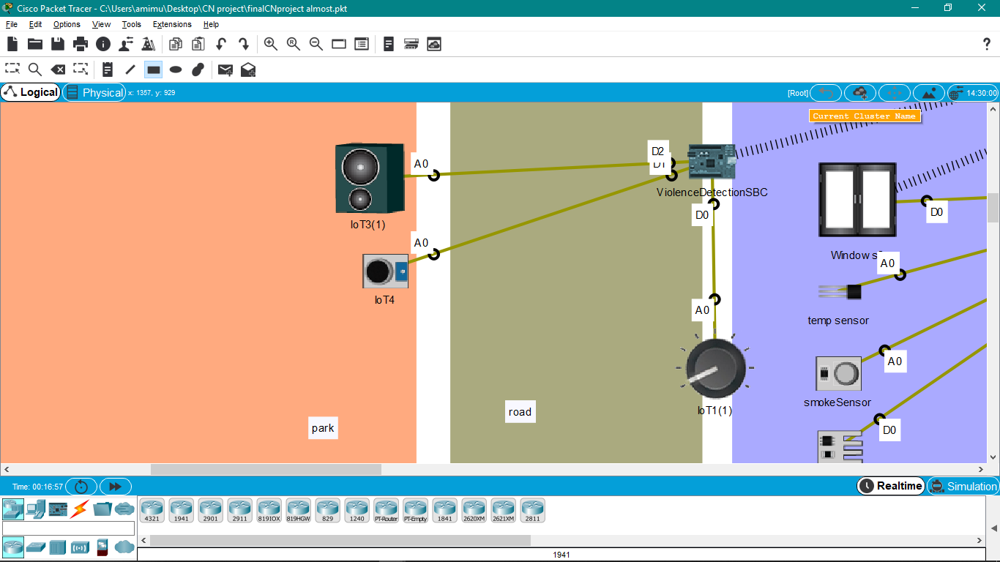 Cisco Packet Tracer - C:\Users\amimu\Desktop\CN project\finalCNproject almost.pkt
File Edit Options View Tools Extensions Help
?
Logical Physical x: 1357, y: 929 [Root] 14:30:00
Current Cluster Name
A0
D2
D1
IoT3(1)
ViolenceDetectionSBC
D0
D0
A0
IoT4
Window s
A0
temp sensor
A0
A0
smokeSensor
IoT1(1)
road
park
D0
Time: 00:16:57 Realtime Simulation
4321 1941 2901 2911 819IOX 819HGW 829 1240 PT-Router PT-Empty 1841 2620XM 2621XM 2811
1941